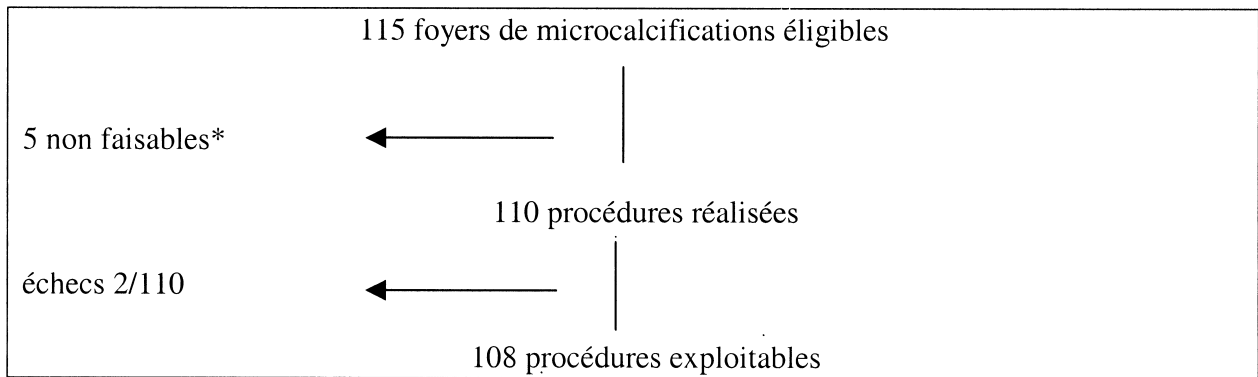 115 foyers de microcalcifications éligibles
5 non faisables*
110 procédures réalisées
échecs 2/110
108 procédures exploitables